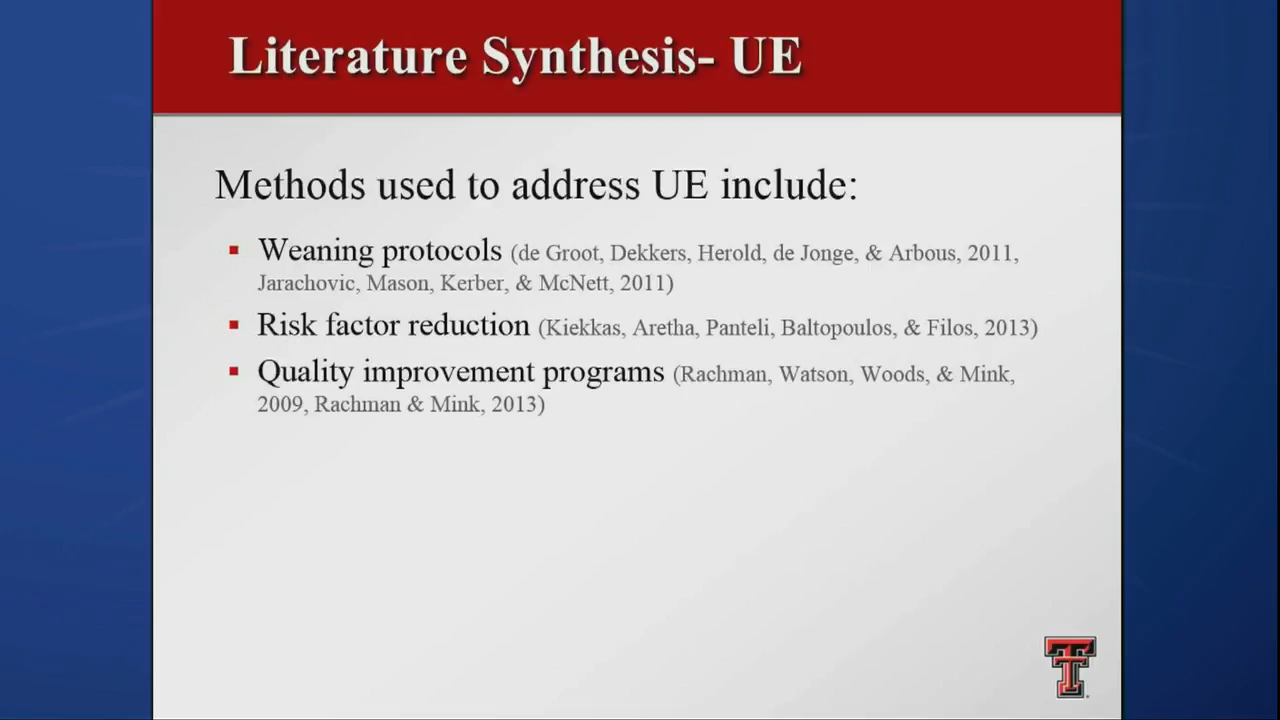 Literature Synthesis- UE
Methods used to address UE include:
▪ Weaning protocols (de Groot, Dekkers, Herold, de Jonge, & Arbous, 2011,
Jarachovic, Mason, Kerber, & McNett, 2011)
▪ Risk factor reduction (Kiekkas, Aretha, Panteli, Baltopoulos, & Filos, 2013)
▪ Quality improvement programs (Rachman, Watson, Woods, & Mink,
2009, Rachman & Mink, 2013)